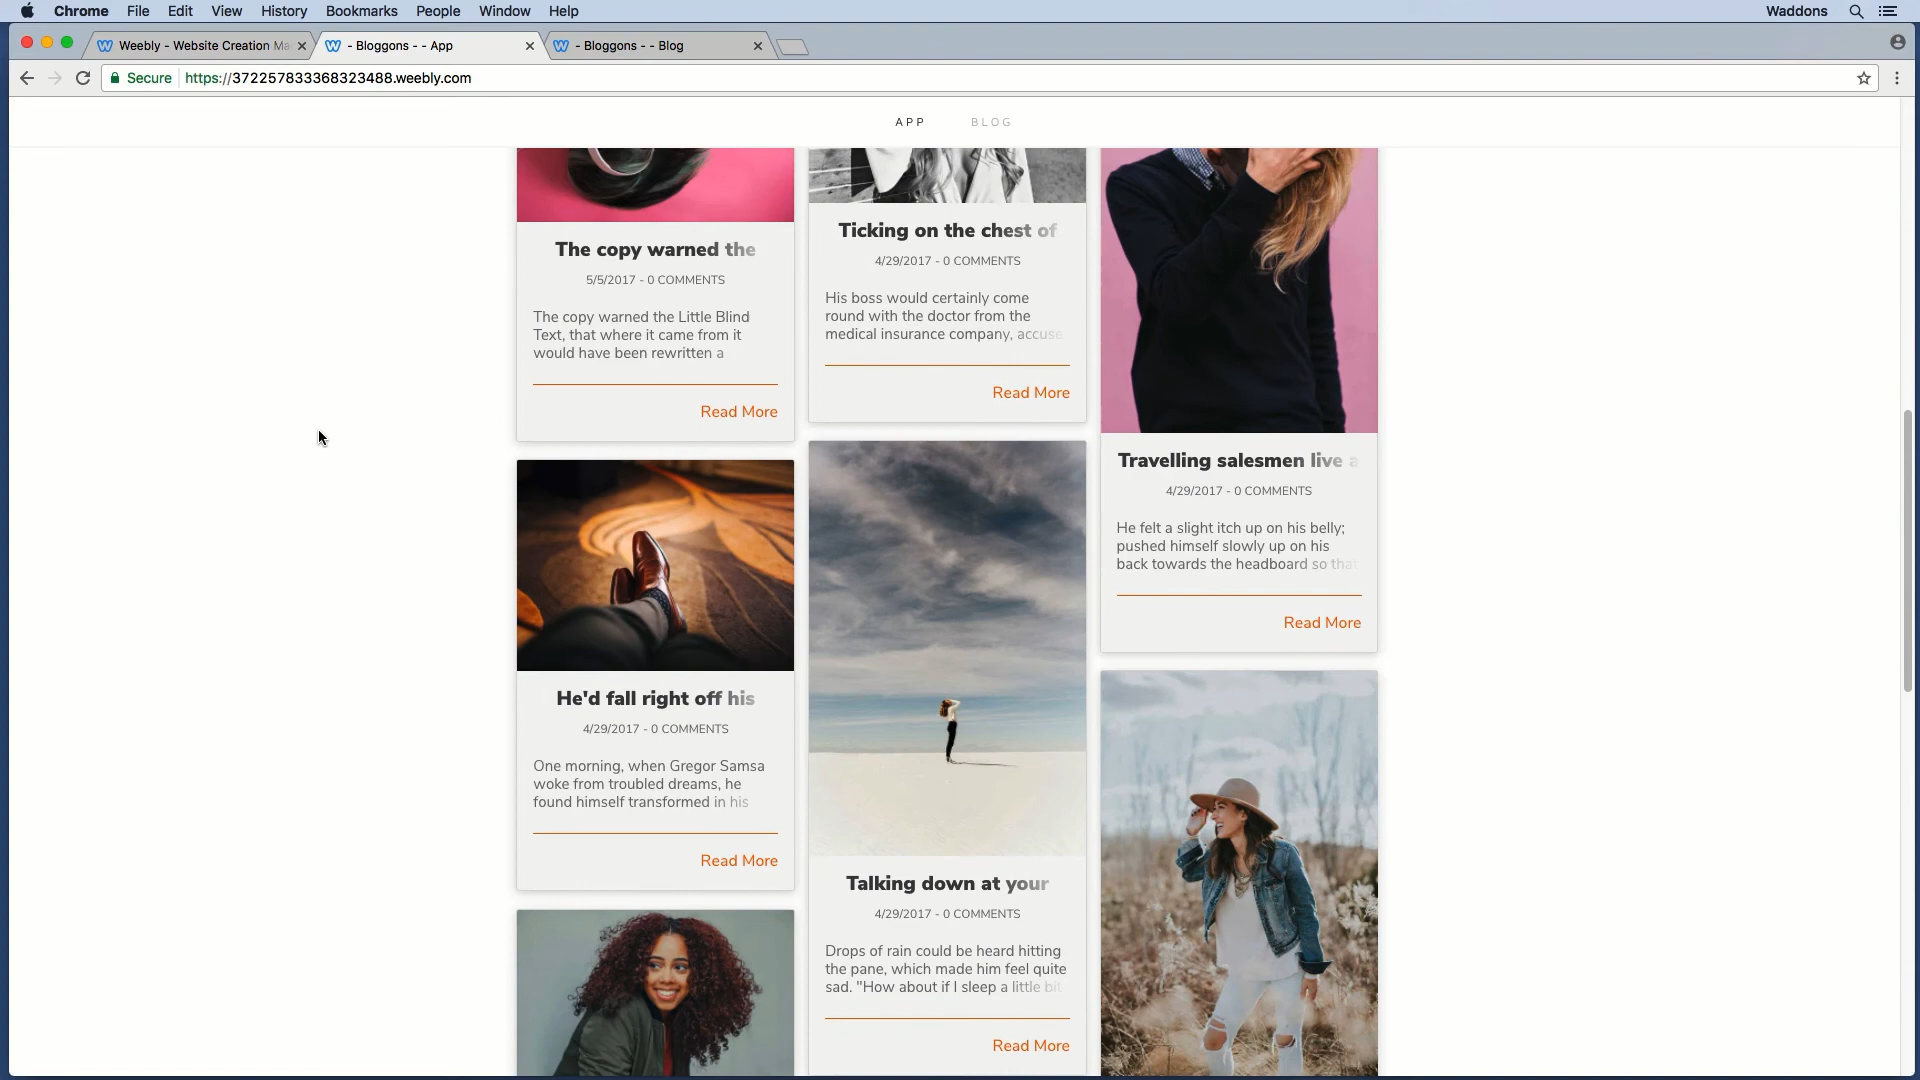 Chrome File Edit View History Bookmarks People Window Help Waddons
Weebly - Website Creation Ma
- Bloggons - - App
- Bloggons - - Blog
Secure https://372257833368323488.weebly.com
APP BLOG
The copy warned the
5/5/2017 - 0 COMMENTS
The copy warned the Little Blind
Text, that where it came from it
would have been rewritten a
Read More
Ticking on the chest of
4/29/2017 - 0 COMMENTS
His boss would certainly come
round with the doctor from the
medical insurance company, accuse
Read More
Travelling salesmen live a
4/29/2017 - 0 COMMENTS
He felt a slight itch up on his belly;
pushed himself slowly up on his
back towards the headboard so that
Read More
He'd fall right off his
4/29/2017 - 0 COMMENTS
One morning, when Gregor Samsa
woke from troubled dreams, he
found himself transformed in his
Read More
Talking down at your
4/29/2017 - 0 COMMENTS
Drops of rain could be heard hitting
the pane, which made him feel quite
sad. "How about if I sleep a little bit
Read More